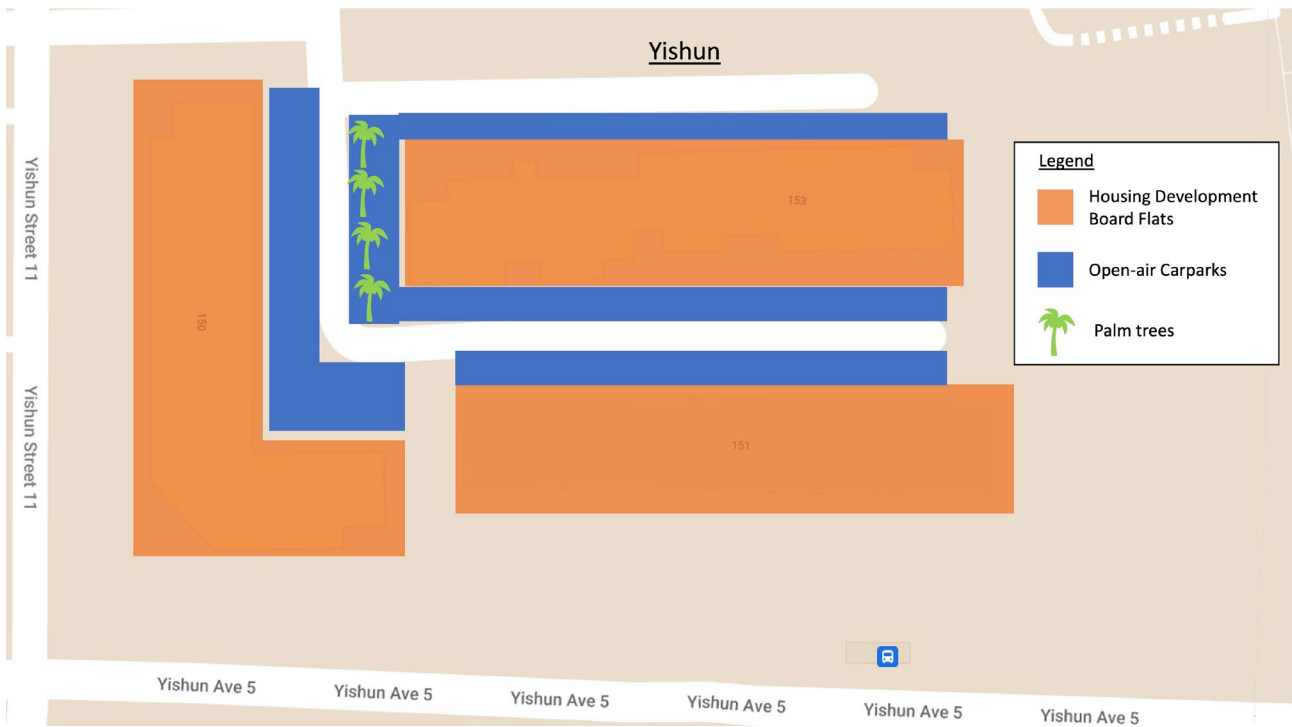 Yishun
Yishun Street 11
Yishun Street 11
150
153
151
Legend
Housing Development
Board Flats
Open-air Carparks
Palm trees
Yishun Ave 5
Yishun Ave 5
Yishun Ave 5
Yishun Ave 5
Yishun Ave 5
Yishun Ave 5